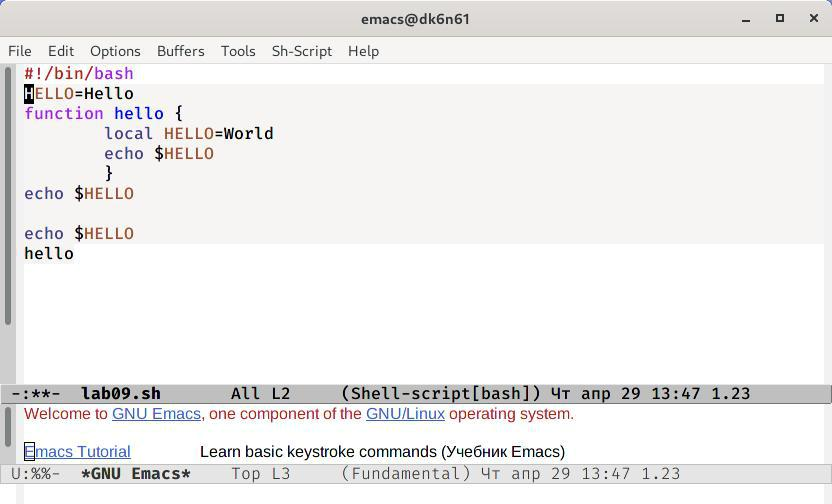 emacs@dk6n61
File Edit Options Buffers Tools Sh-Script Help
#!/bin/bash
HELLO=Hello
function hello {
        local HELLO=World
        echo $HELLO
        }
echo $HELLO

echo $HELLO
hello
-:**-  lab09.sh       All L2     (Shell-script[bash]) Чт апр 29 13:47 1.23
Welcome to GNU Emacs, one component of the GNU/Linux operating system.
Emacs Tutorial Learn basic keystroke commands (Учебник Emacs)
U:%%-  *GNU Emacs*    Top L3     (Fundamental) Чт апр 29 13:47 1.23